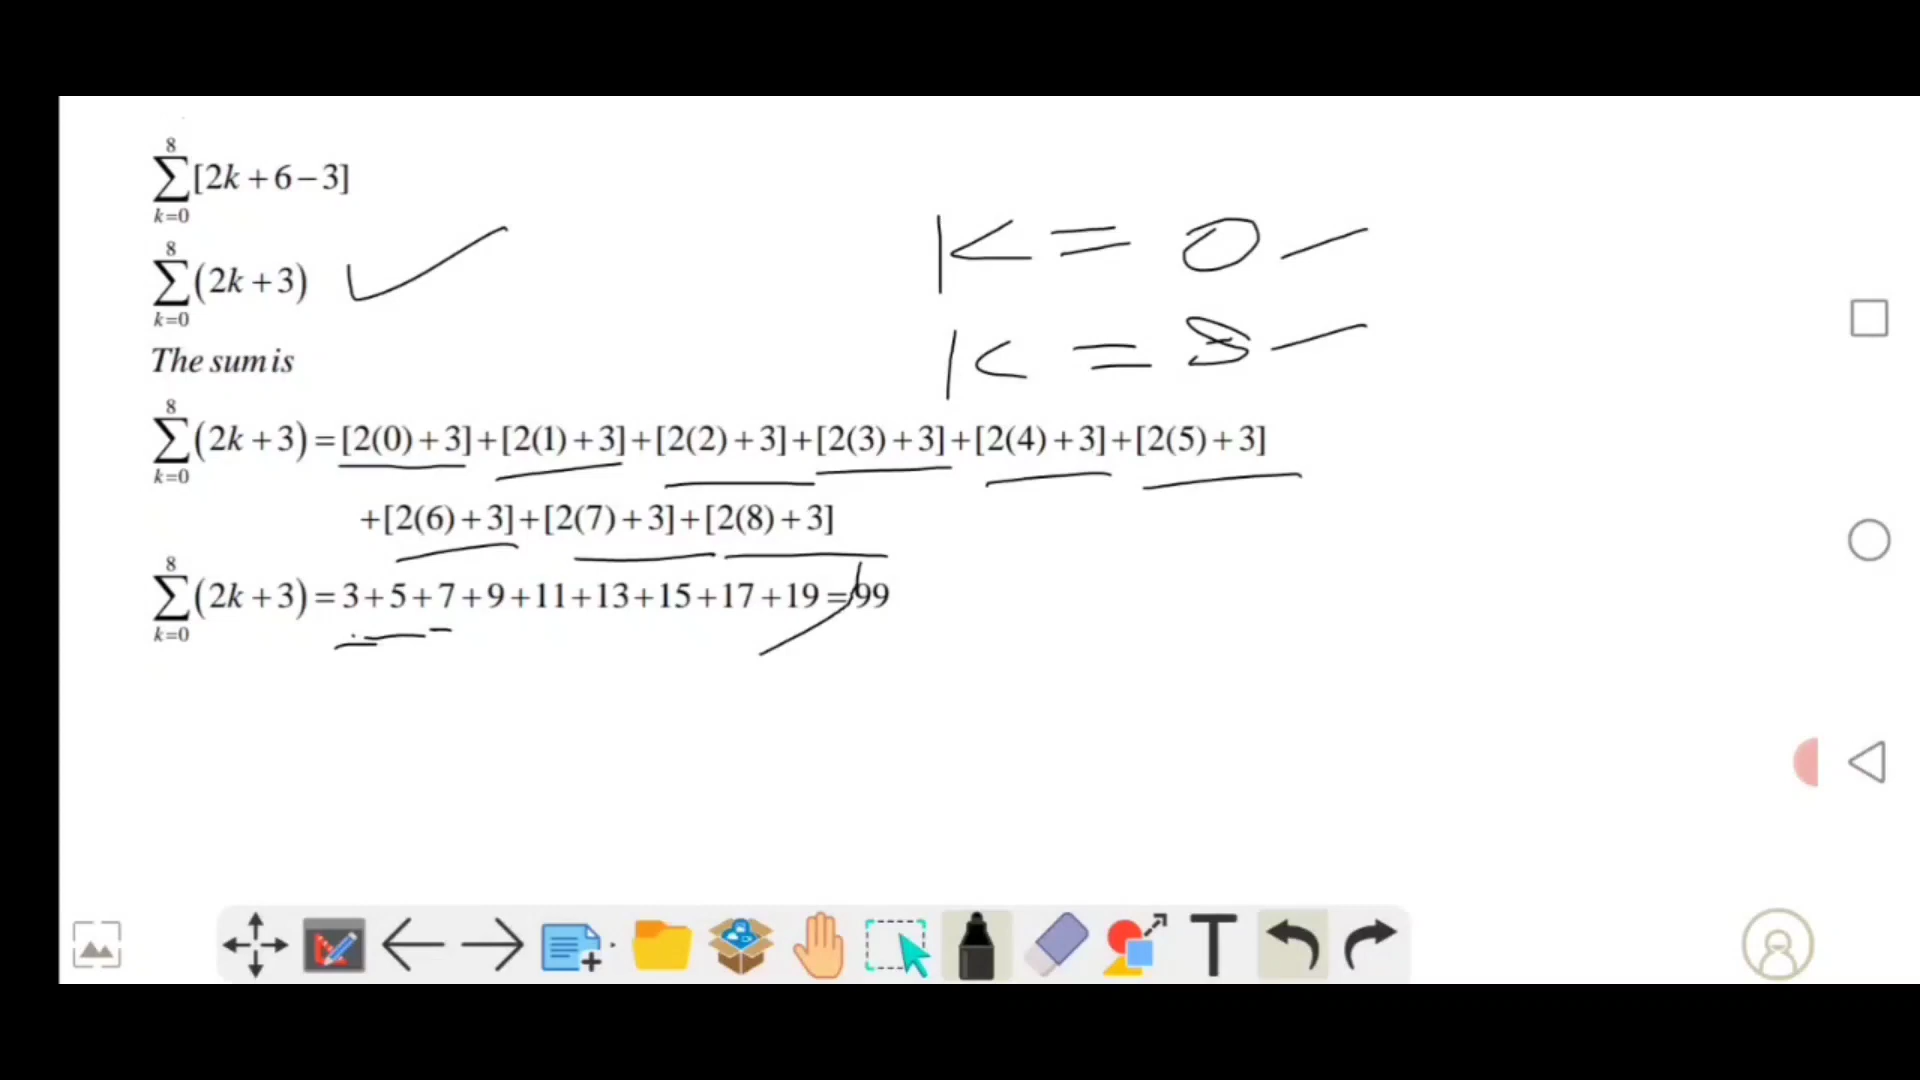 8
∑[2k+6−3]
k=0
8
∑(2k+3)
k=0
K = 0
K = 8
The sum is
8
∑(2k+3)=[2(0)+3]+[2(1)+3]+[2(2)+3]+[2(3)+3]+[2(4)+3]+[2(5)+3]
k=0
+[2(6)+3]+[2(7)+3]+[2(8)+3]
8
∑(2k+3)=3+5+7+9+11+13+15+17+19=99
k=0
T